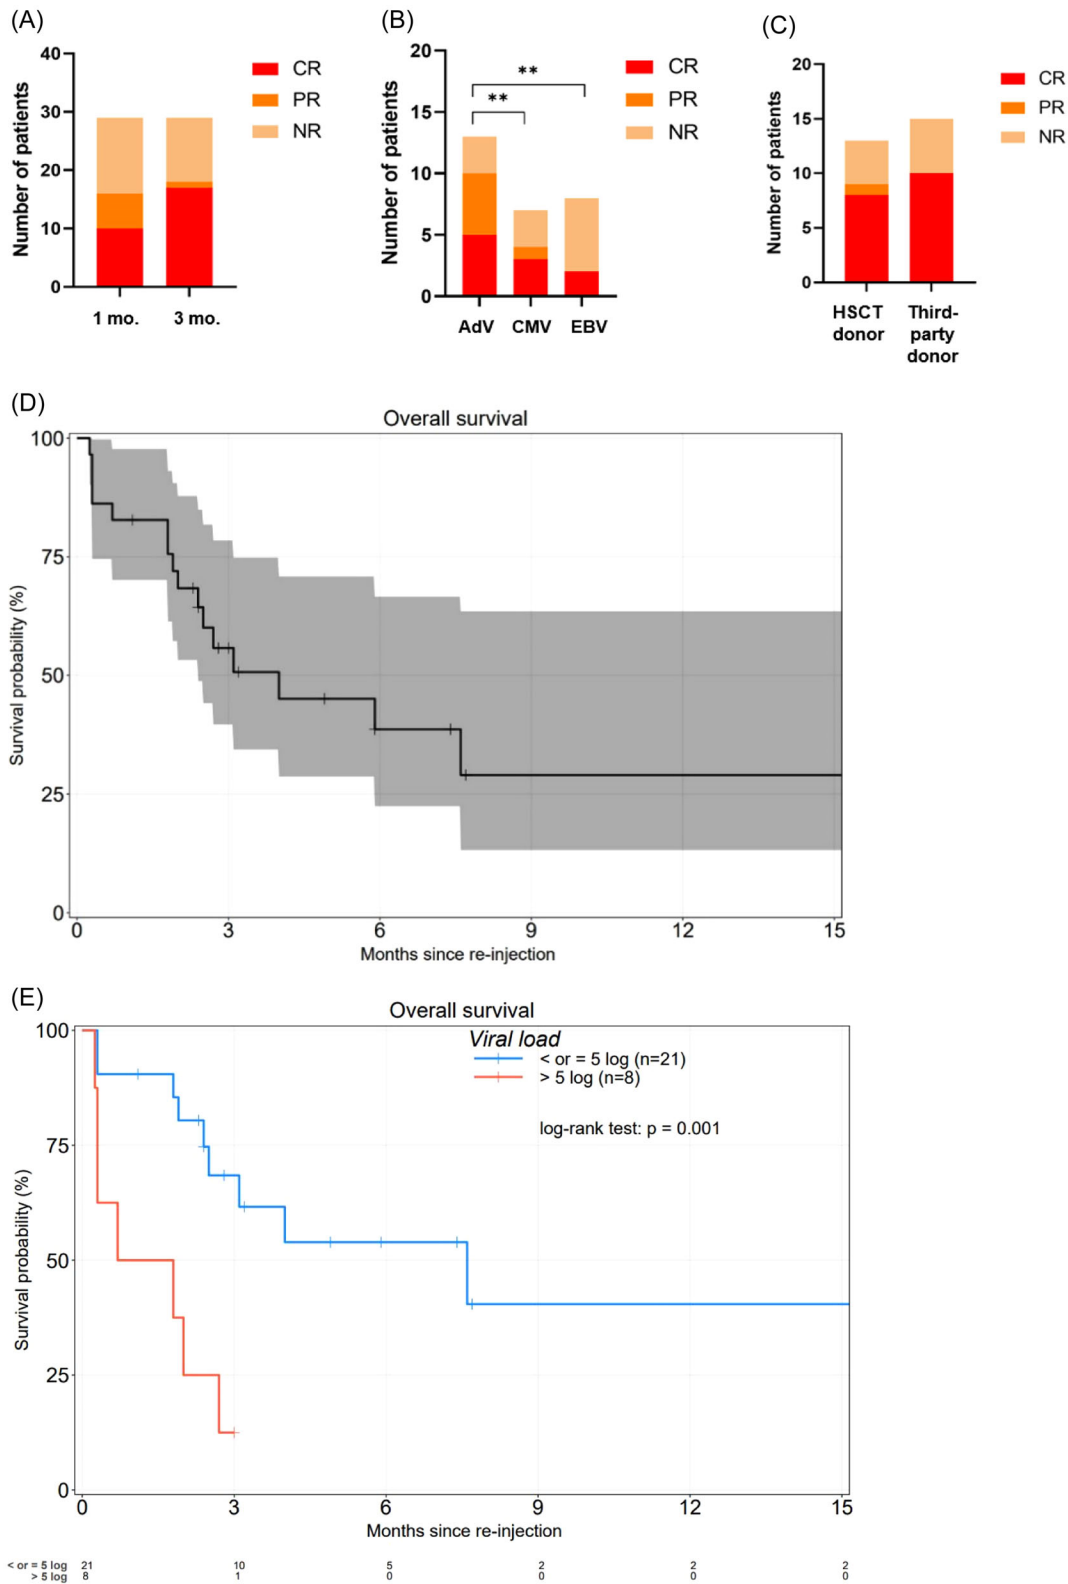 (A)
Number of patients
40
30
20
10
0
1 mo.
3 mo.
CR
PR
NR
(B)
Number of patients
20
15
10
5
0
**
**
AdV
CMV
EBV
CR
PR
NR
(C)
Number of patients
20
15
10
5
0
HSCT
donor
Third-
party
donor
CR
PR
NR
(D)
Overall survival
Survival probability (%)
100
75
50
25
0
0 3 6 9 12 15
Months since re-injection
(E)
Overall survival
Viral load
< or = 5 log (n=21)
> 5 log (n=8)
log-rank test: p = 0.001
Survival probability (%)
100
75
50
25
0
0 3 6 9 12 15
Months since re-injection
< or = 5 log 21 10 5 2 2 2
> 5 log 8 1 0 0 0 0